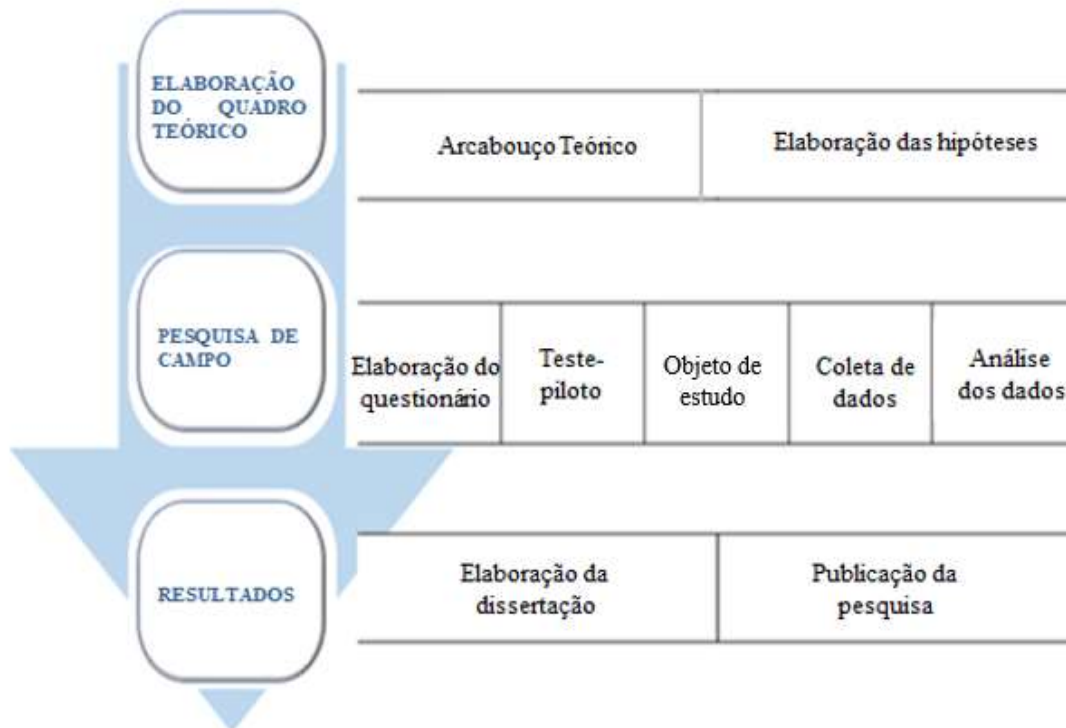 ELABORAÇÃO
DO QUADRO
TEÓRICO
Arcabouço Teórico
Elaboração das hipóteses
PESQUISA DE
CAMPO
Elaboração do
questionário
Teste-
piloto
Objeto de
estudo
Coleta de
dados
Análise
dos dados
RESULTADOS
Elaboração da
dissertação
Publicação da
pesquisa